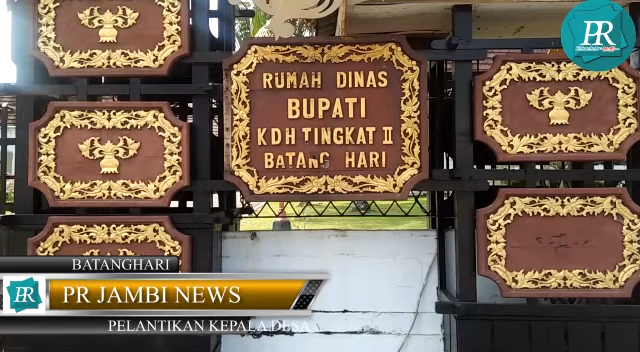 RUMAH DINAS
BUPATI
KDH TINGKAT II
BATANG HARI
PR
BATANGHARI
PR
PR JAMBI NEWS
PELANTIKAN KEPALA DESA